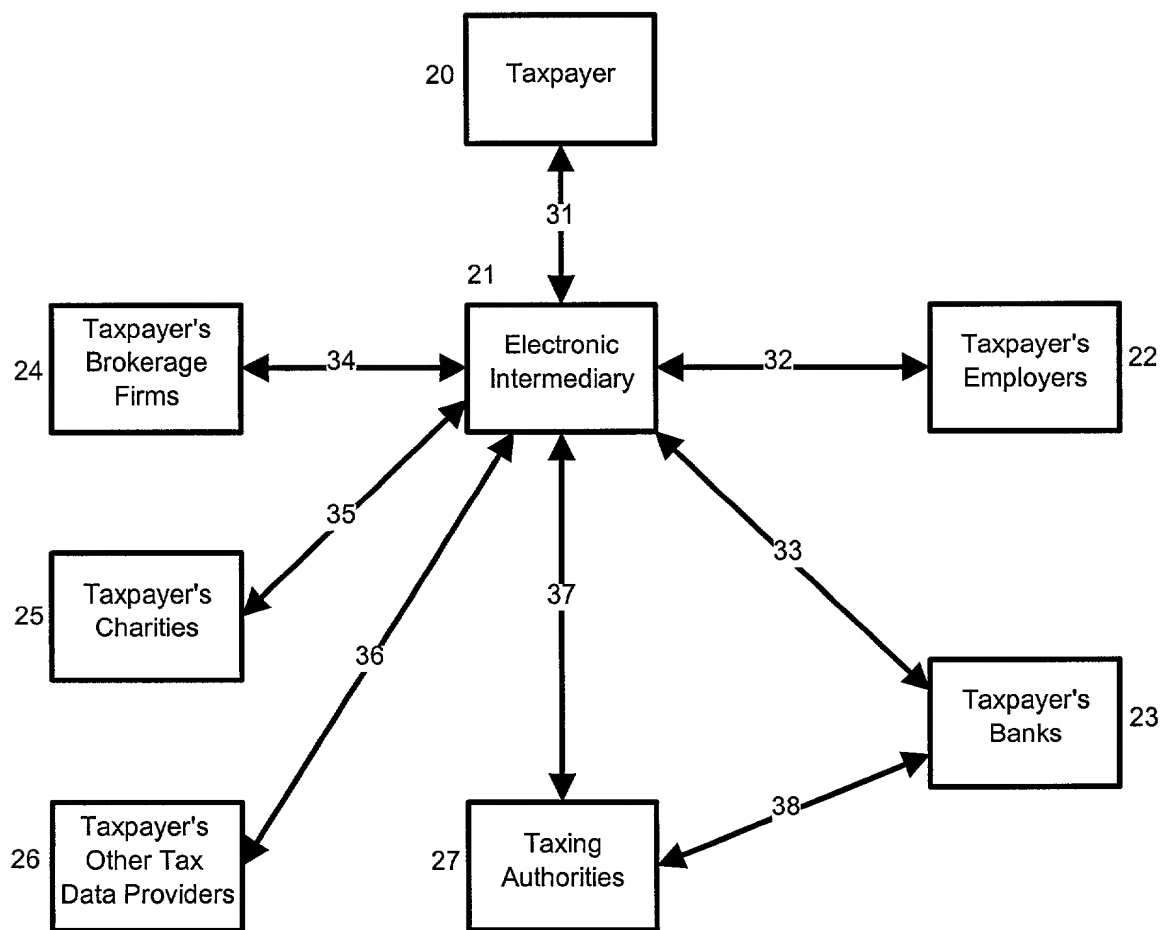 20
Taxpayer
31
21
24
Taxpayer's
Brokerage
Firms
34
Electronic
Intermediary
32
Taxpayer's
Employers
22
35
25
Taxpayer's
Charities
36
37
33
Taxpayer's
Banks
23
26
Taxpayer's
Other Tax
Data Providers
27
Taxing
Authorities
38